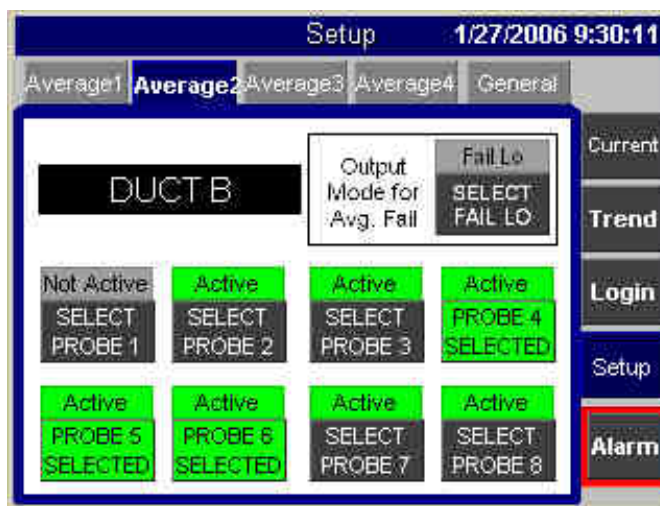 Setup 1/27/2006 9:30:11
Average1 Average2 Average3 Average4 General
DUCT B
Output
Mode for
Avg. Fail
Fail Lo
SELECT
FAIL LO
Not Active Active Active Active
SELECT SELECT SELECT PROBE 4
PROBE 1 PROBE 2 PROBE 3 SELECTED
Active Active Active Active
PROBE 5 PROBE 6 SELECT SELECT
SELECTED SELECTED PROBE 7 PROBE 8
Current
Trend
Login
Setup
Alarm